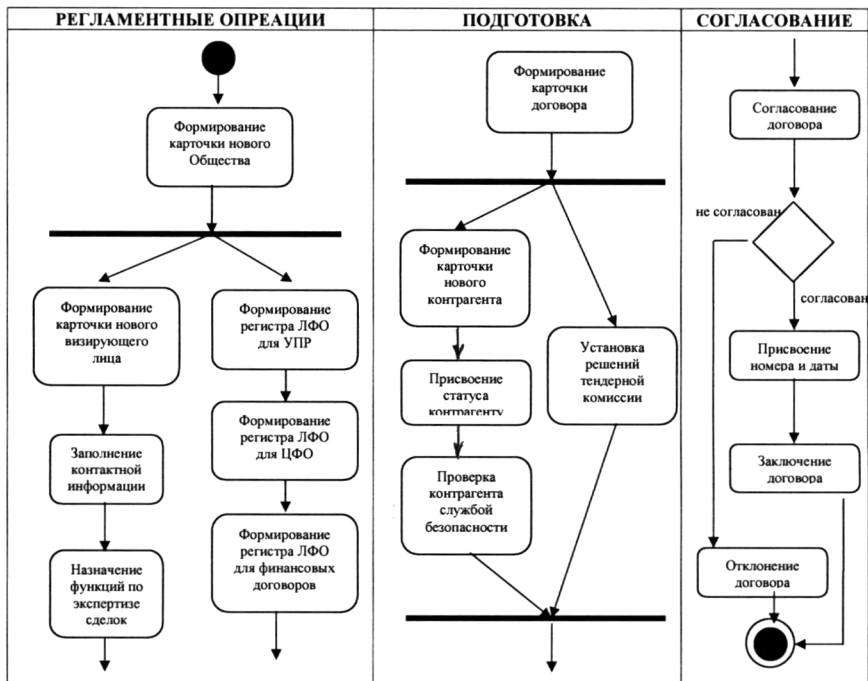 РЕГЛАМЕНТНЫЕ ОПРЕАЦИИ
Формирование
карточки нового
Общества
Формирование
карточки нового
визирующего
лица
Заполнение
контактной
информации
Назначение
функций по
экспертизе
сделок
Формирование
регистра ЛФО
для УПР
Формирование
регистра ЛФО
для ЦФО
Формирование
регистра ЛФО
для финансовых
договоров
ПОДГОТОВКА
Формирование
карточки
договора
Формирование
карточки
нового
контрагента
Присвоение
статуса
контрагенту
Проверка
контрагента
службой
безопасности
Установка
решений
тендерной
комиссии
СОГЛАСОВАНИЕ
Согласование
договора
не согласован
согласован
Присвоение
номера и даты
Заключение
договора
Отклонение
договора